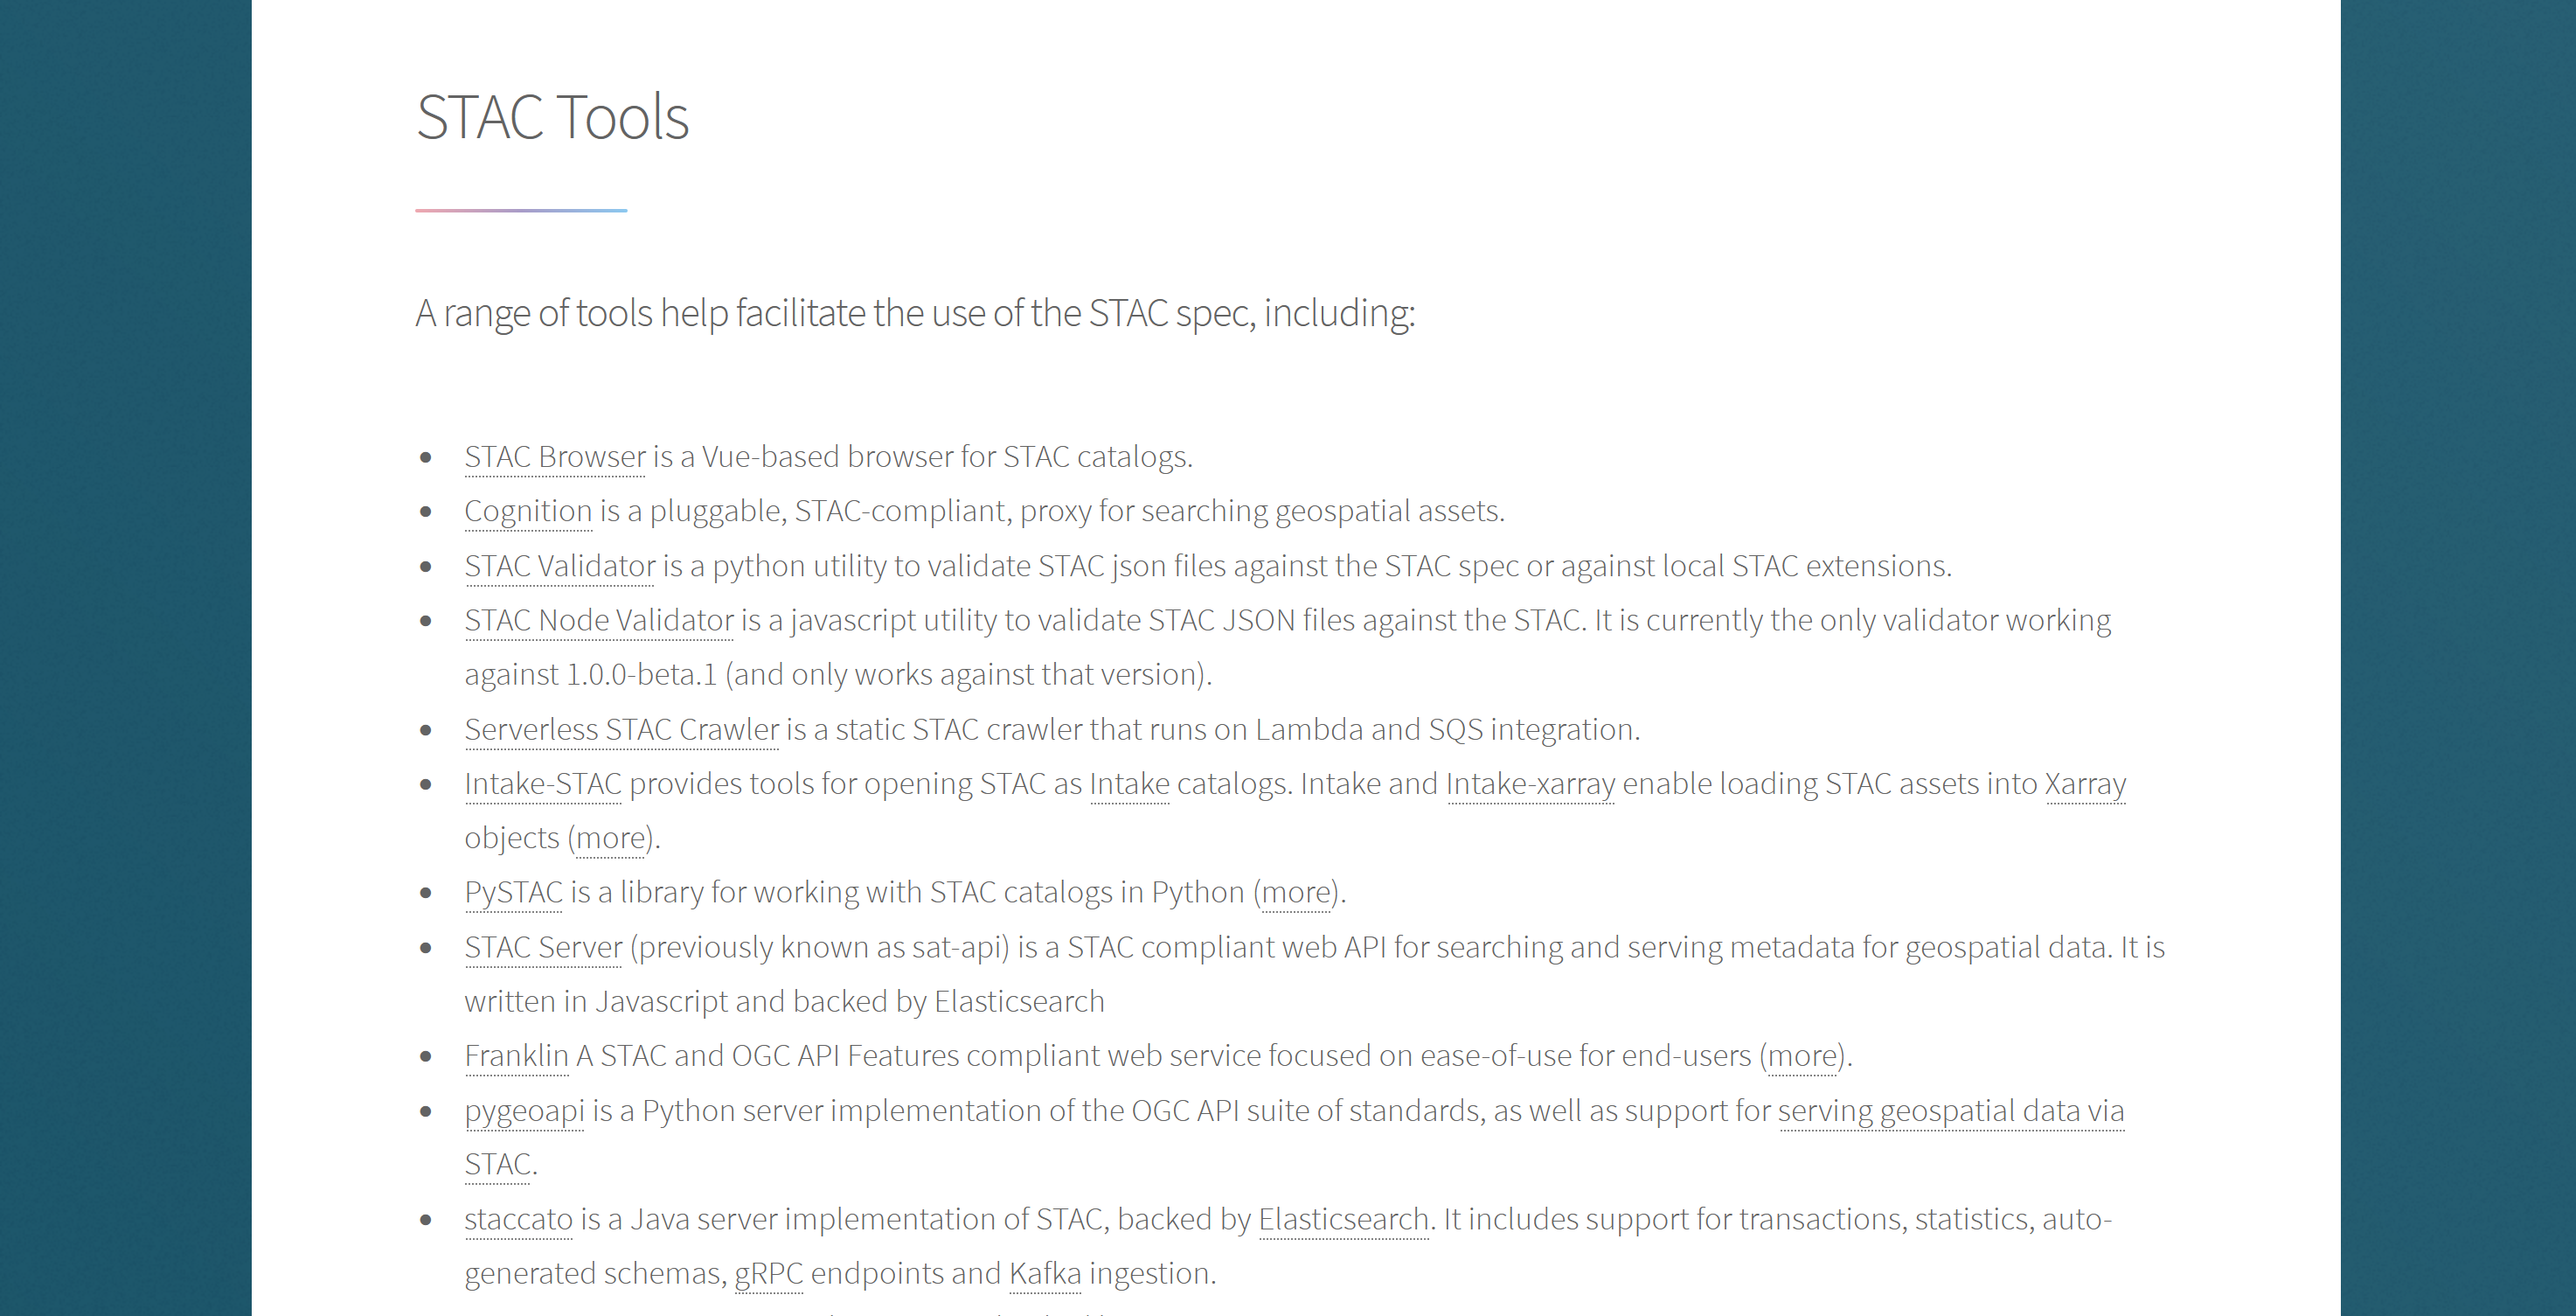 STAC Tools
A range of tools help facilitate the use of the STAC spec, including:
STAC Browser is a Vue-based browser for STAC catalogs.
Cognition is a pluggable, STAC-compliant, proxy for searching geospatial assets.
STAC Validator is a python utility to validate STAC json files against the STAC spec or against local STAC extensions.
STAC Node Validator is a javascript utility to validate STAC JSON files against the STAC. It is currently the only validator working
against 1.0.0-beta.1 (and only works against that version).
Serverless STAC Crawler is a static STAC crawler that runs on Lambda and SQS integration.
Intake-STAC provides tools for opening STAC as Intake catalogs. Intake and Intake-xarray enable loading STAC assets into Xarray
objects (more).
PySTAC is a library for working with STAC catalogs in Python (more).
STAC Server (previously known as sat-api) is a STAC compliant web API for searching and serving metadata for geospatial data. It is
written in Javascript and backed by Elasticsearch
Franklin A STAC and OGC API Features compliant web service focused on ease-of-use for end-users (more).
pygeoapi is a Python server implementation of the OGC API suite of standards, as well as support for serving geospatial data via
STAC.
staccato is a Java server implementation of STAC, backed by Elasticsearch. It includes support for transactions, statistics, auto-
generated schemas, gRPC endpoints and Kafka ingestion.